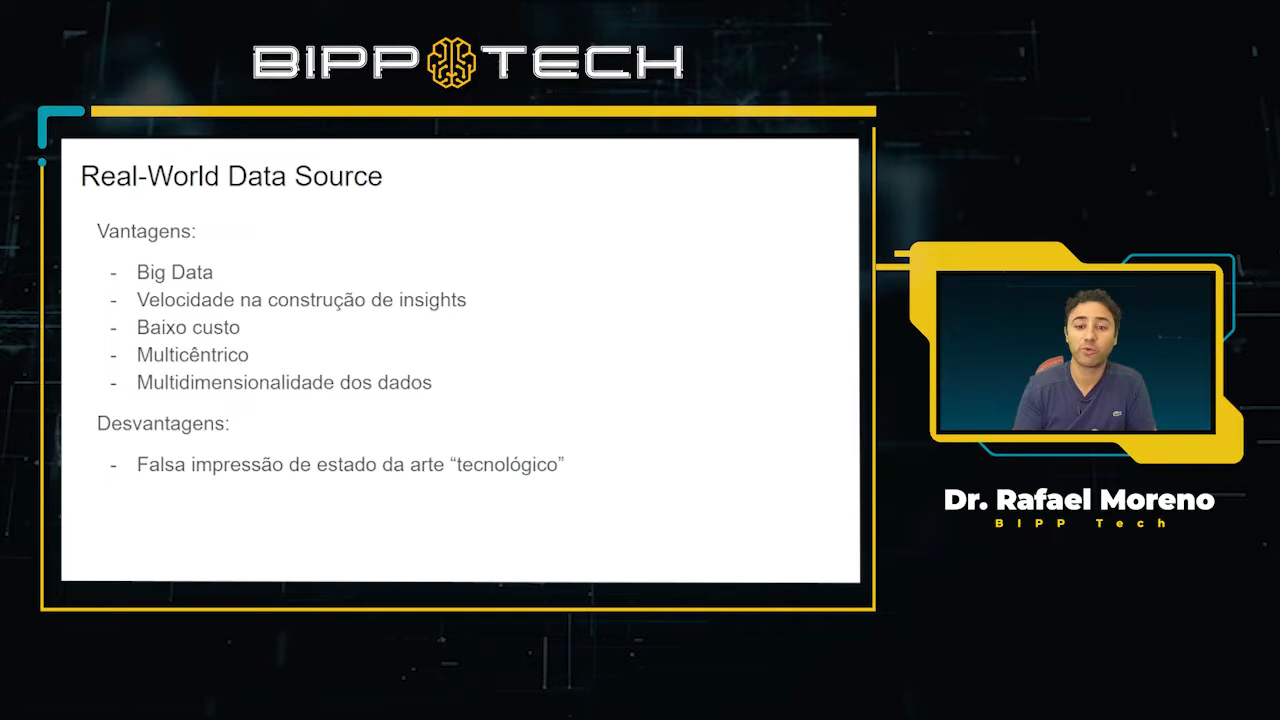 BIPP TECH
Real-World Data Source
Vantagens:
- Big Data
- Velocidade na construção de insights
- Baixo custo
- Multicêntrico
- Multidimensionalidade dos dados
Desvantagens:
- Falsa impressão de estado da arte “tecnológico”
Dr. Rafael Moreno
BIPP Tech